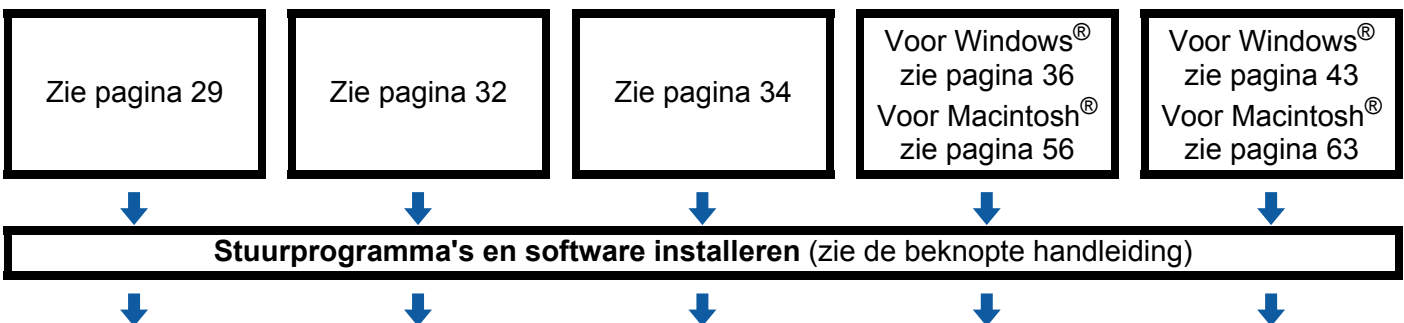 Zie pagina 29
Zie pagina 32
Zie pagina 34
Voor Windows®
zie pagina 36
Voor Macintosh®
zie pagina 56
Voor Windows®
zie pagina 43
Voor Macintosh®
zie pagina 63
Stuurprogramma's en software installeren (zie de beknopte handleiding)